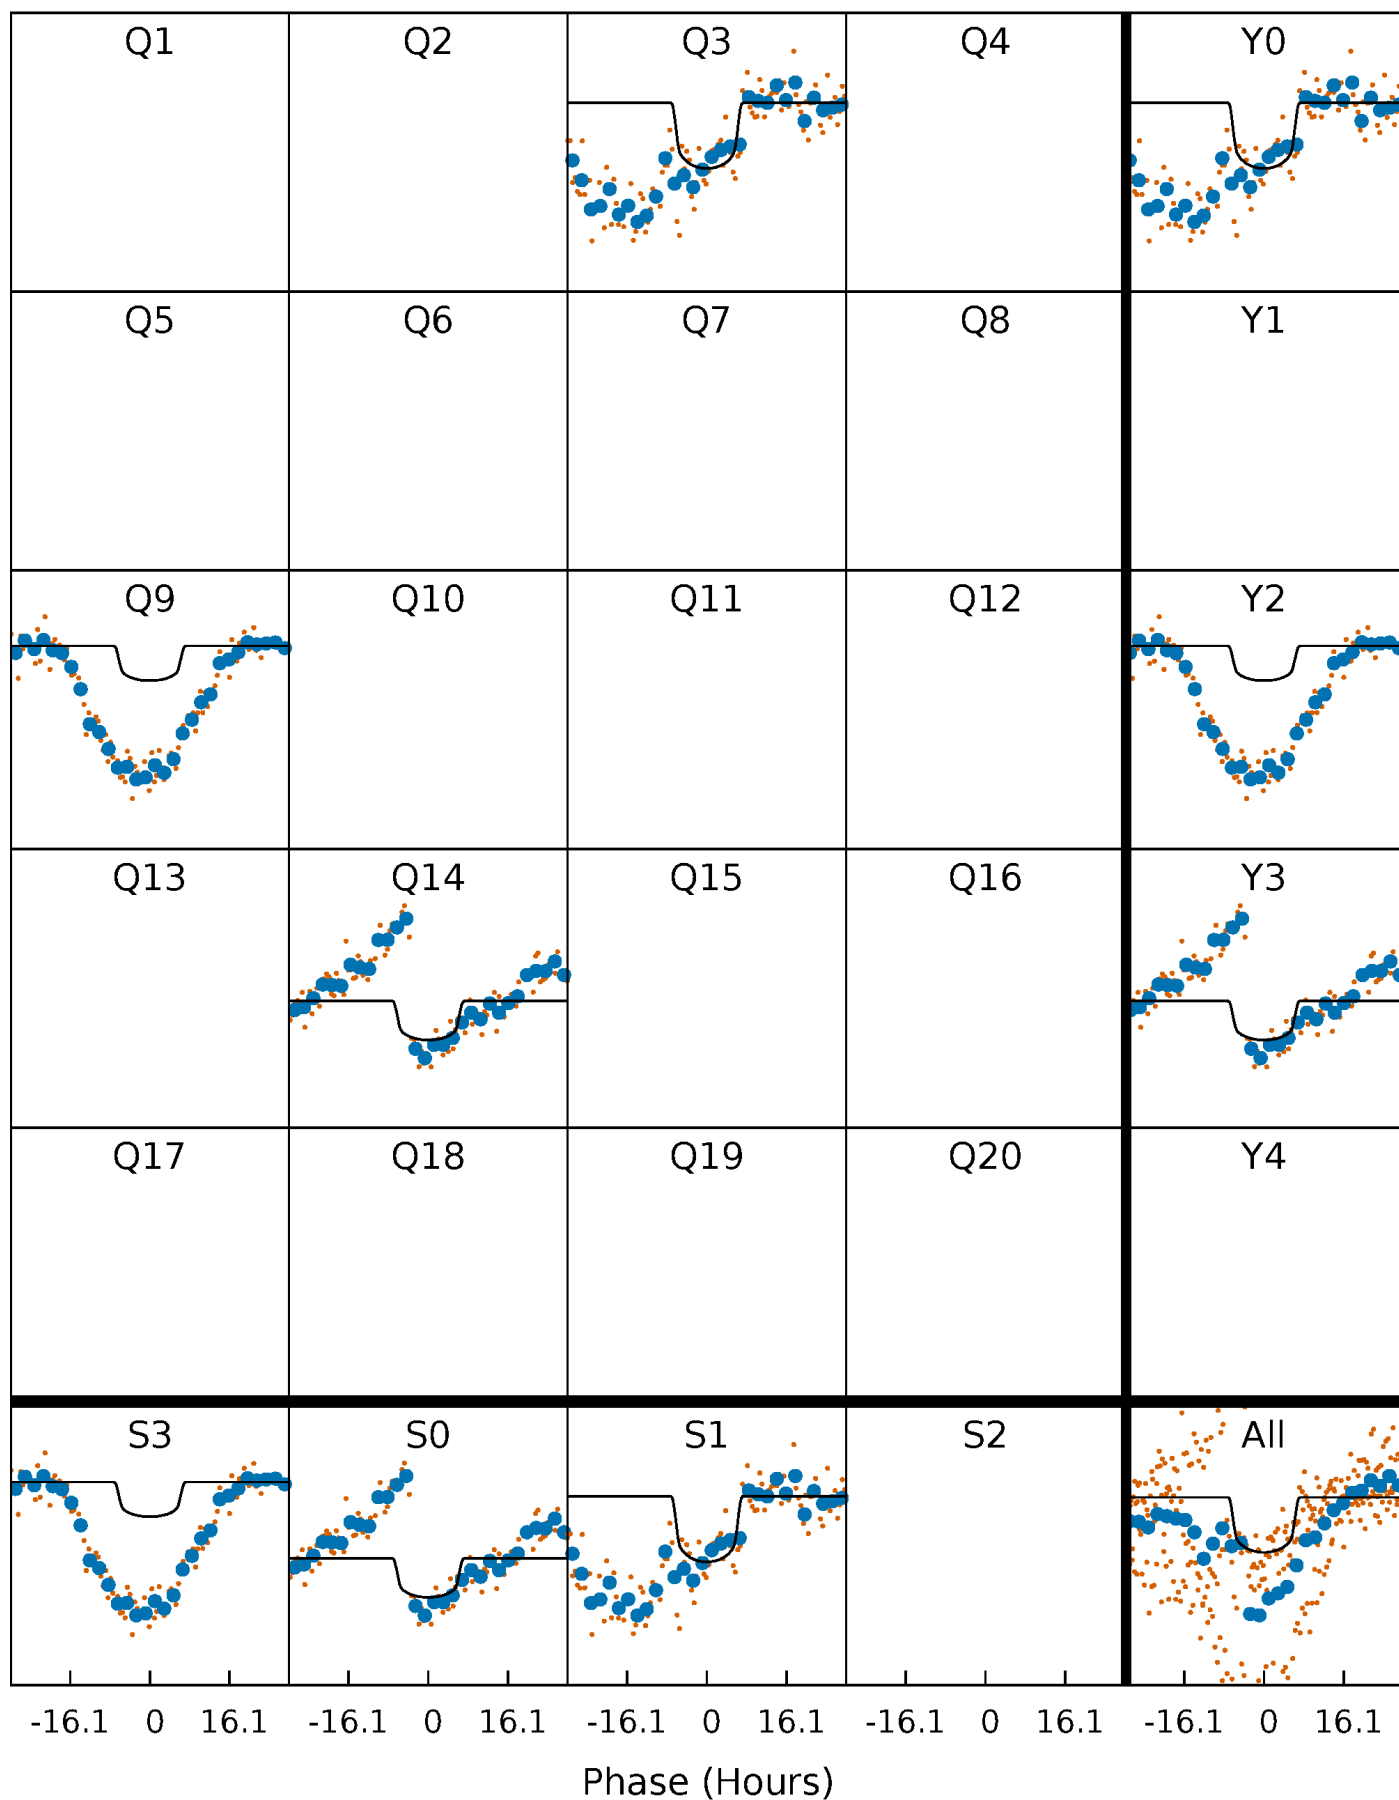 Q1 Q2 Q3 Q4 Y0
Q5 Q6 Q7 Q8 Y1
Q9 Q10 Q11 Q12 Y2
Q13 Q14 Q15 Q16 Y3
Q17 Q18 Q19 Q20 Y4
S3 S0 S1 S2 All
-16.1 0 16.1 -16.1 0 16.1 -16.1 0 16.1 -16.1 0 16.1 -16.1 0 16.1
Phase (Hours)